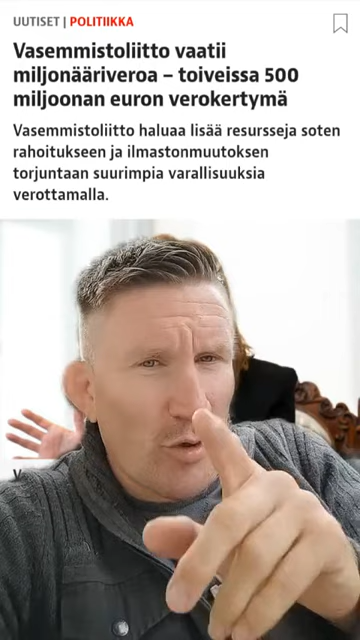 UUTISET | POLITIIKKA
Vasemmistoliitto vaatii
miljonääriveroa – toiveissa 500
miljoonan euron verokertymä
Vasemmistoliitto haluaa lisää resursseja soten
rahoitukseen ja ilmastonmuutoksen
torjuntaan suurimpia varallisuuksia
verottamalla.
V